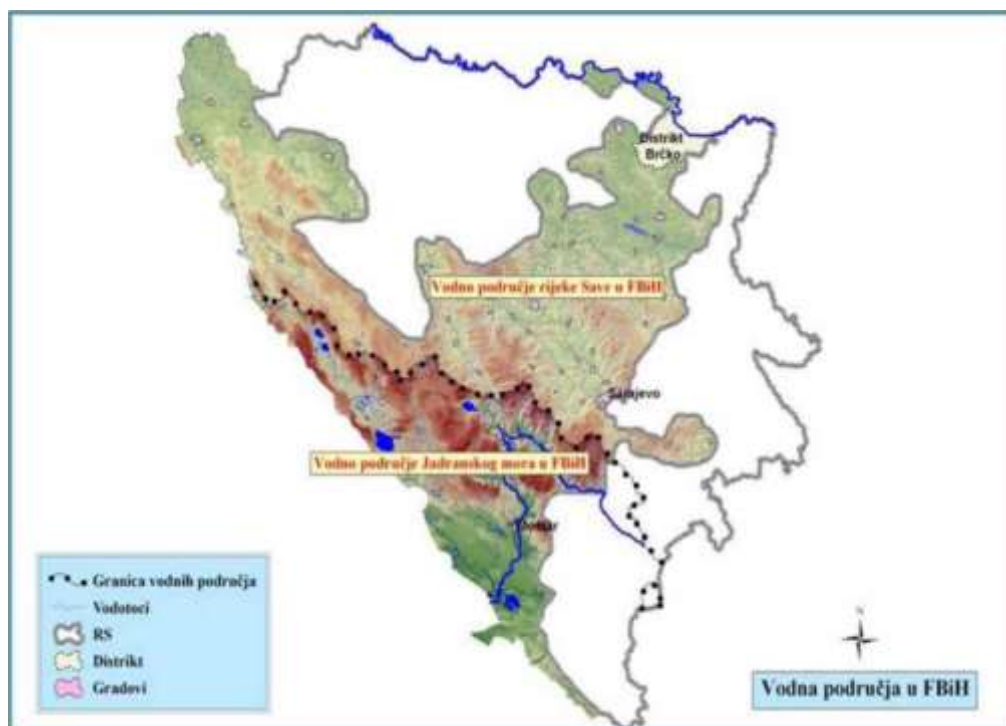 Distrikt
Brčko
Vodno područje rijeke Save u FBiH
Sarajevo
Vodno područje Jadranskog mora u FBiH
Mostar
Granica vodnih područja
Vodotoci
RS
Distrikt
Gradovi
N
Vodna područja u FBiH